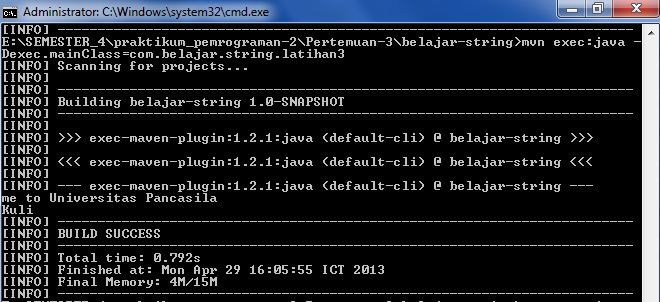 Administrator: C:\Windows\system32\cmd.exe
[INFO] ------------------------------------------------------------------------
E:\SEMESTER_4\praktikum_pemrograman-2\Pertemuan-3\belajar-string>mvn exec:java -
Dexec.mainClass=com.belajar.string.latihan3
[INFO] Scanning for projects...
[INFO]
[INFO] ------------------------------------------------------------------------
[INFO] Building belajar-string 1.0-SNAPSHOT
[INFO] ------------------------------------------------------------------------
[INFO]
[INFO] >>> exec-maven-plugin:1.2.1:java (default-cli) @ belajar-string >>>
[INFO]
[INFO] <<< exec-maven-plugin:1.2.1:java (default-cli) @ belajar-string <<<
[INFO]
[INFO] --- exec-maven-plugin:1.2.1:java (default-cli) @ belajar-string ---
me to Universitas Pancasila
Kuli
[INFO] ------------------------------------------------------------------------
[INFO] BUILD SUCCESS
[INFO] ------------------------------------------------------------------------
[INFO] Total time: 0.792s
[INFO] Finished at: Mon Apr 29 16:05:55 ICT 2013
[INFO] Final Memory: 4M/15M